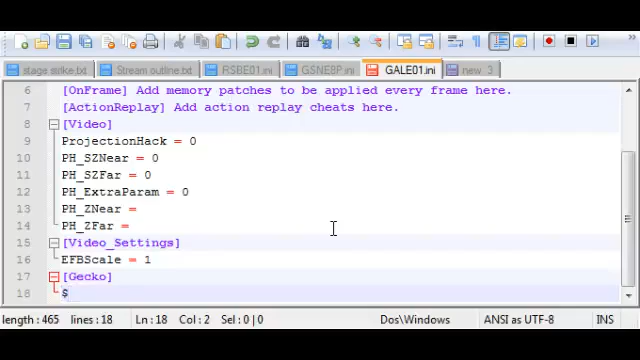 stage strike.txt Stream outline.txt RSBE01.ini GSNE8P.ini GALE01.ini new 3
6 [OnFrame] Add memory patches to be applied every frame here.
7 [ActionReplay] Add action replay cheats here.
8 [Video]
9 ProjectionHack = 0
10 PH_SZNear = 0
11 PH_SZFar = 0
12 PH_ExtraParam = 0
13 PH_ZNear =
14 PH_ZFar =
15 [Video_Settings]
16 EFBScale = 1
17 [Gecko]
18 $
length : 465 lines : 18 Ln : 18 Col : 2 Sel : 0 | 0 Dos\Windows ANSI as UTF-8 INS